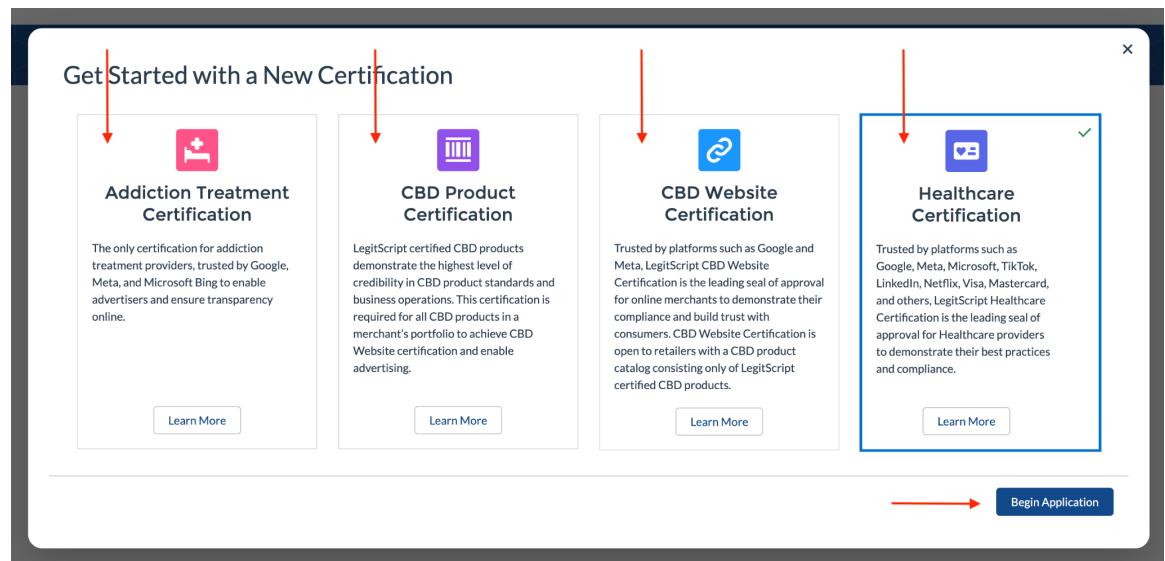 Get Started with a New Certification
Addiction Treatment
Certification
The only certification for addiction
treatment providers, trusted by Google,
Meta, and Microsoft Bing to enable
advertisers and ensure transparency
online.
Learn More
CBD Product
Certification
LegitScript certified CBD products
demonstrate the highest level of
credibility in CBD product standards and
business operations. This certification is
required for all CBD products in a
merchant's portfolio to achieve CBD
Website certification and enable
advertising.
Learn More
CBD Website
Certification
Trusted by platforms such as Google and
Meta, LegitScript CBD Website
Certification is the leading seal of approval
for online merchants to demonstrate their
compliance and build trust with
consumers. CBD Website Certification is
open to retailers with a CBD product
catalog consisting only of LegitScript
certified CBD products.
Learn More
Healthcare
Certification
Trusted by platforms such as
Google, Meta, Microsoft, TikTok,
LinkedIn, Netflix, Visa, Mastercard,
and others, LegitScript Healthcare
Certification is the leading seal of
approval for Healthcare providers
to demonstrate their best practices
and compliance.
Learn More
Begin Application